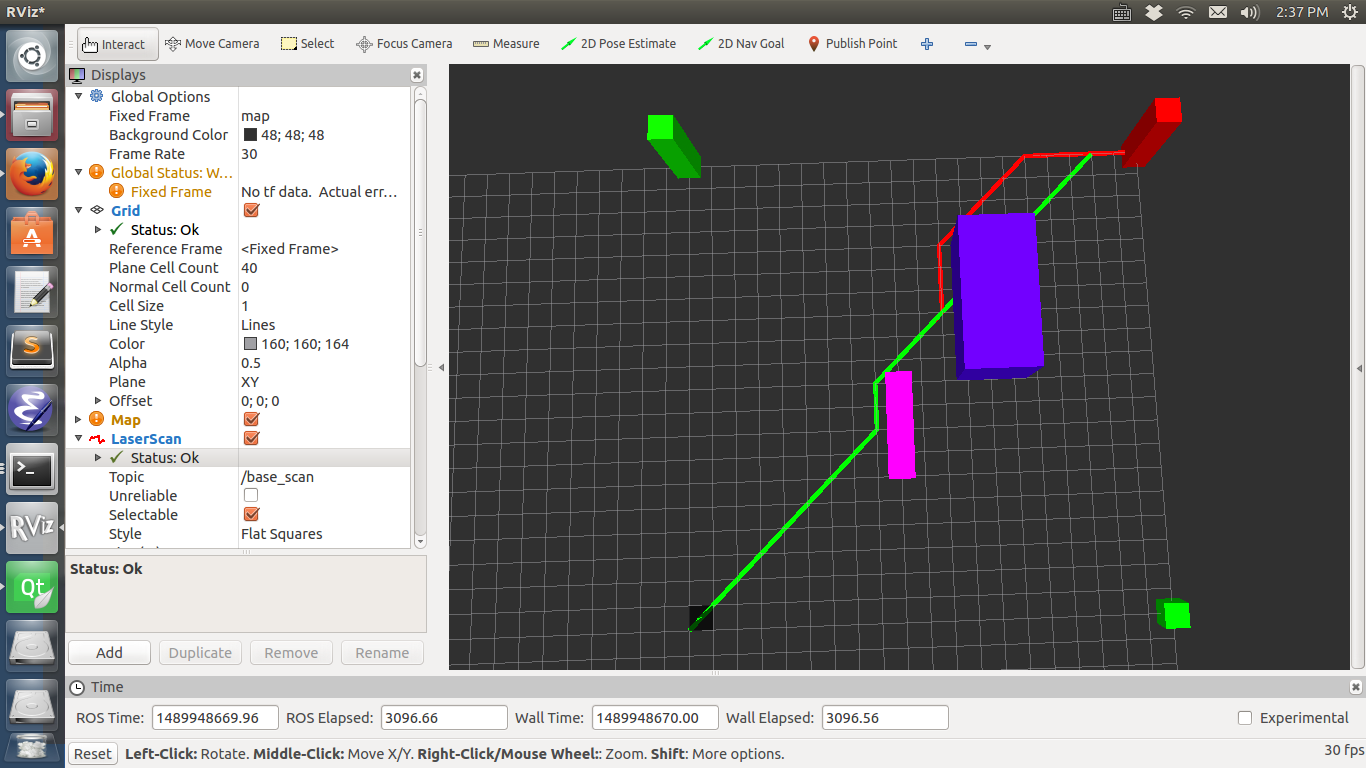 RViz*
2:37 PM
Interact
Move Camera
Select
Focus Camera
Measure
2D Pose Estimate
2D Nav Goal
Publish Point
Displays
Global Options
Fixed Frame map
Background Color 48; 48; 48
Frame Rate 30
Global Status: W…
Fixed Frame No tf data.  Actual err…
Grid
Status: Ok
Reference Frame <Fixed Frame>
Plane Cell Count 40
Normal Cell Count 0
Cell Size 1
Line Style Lines
Color 160; 160; 164
Alpha 0.5
Plane XY
Offset 0; 0; 0
Map
LaserScan
Status: Ok
Topic /base_scan
Unreliable
Selectable
Style Flat Squares
Status: Ok
Add
Duplicate
Remove
Rename
Time
ROS Time: 1489948669.96 ROS Elapsed: 3096.66 Wall Time: 1489948670.00 Wall Elapsed: 3096.56 Experimental
Reset Left-Click: Rotate. Middle-Click: Move X/Y. Right-Click/Mouse Wheel:: Zoom. Shift: More options. 30 fps
RViz
Qt